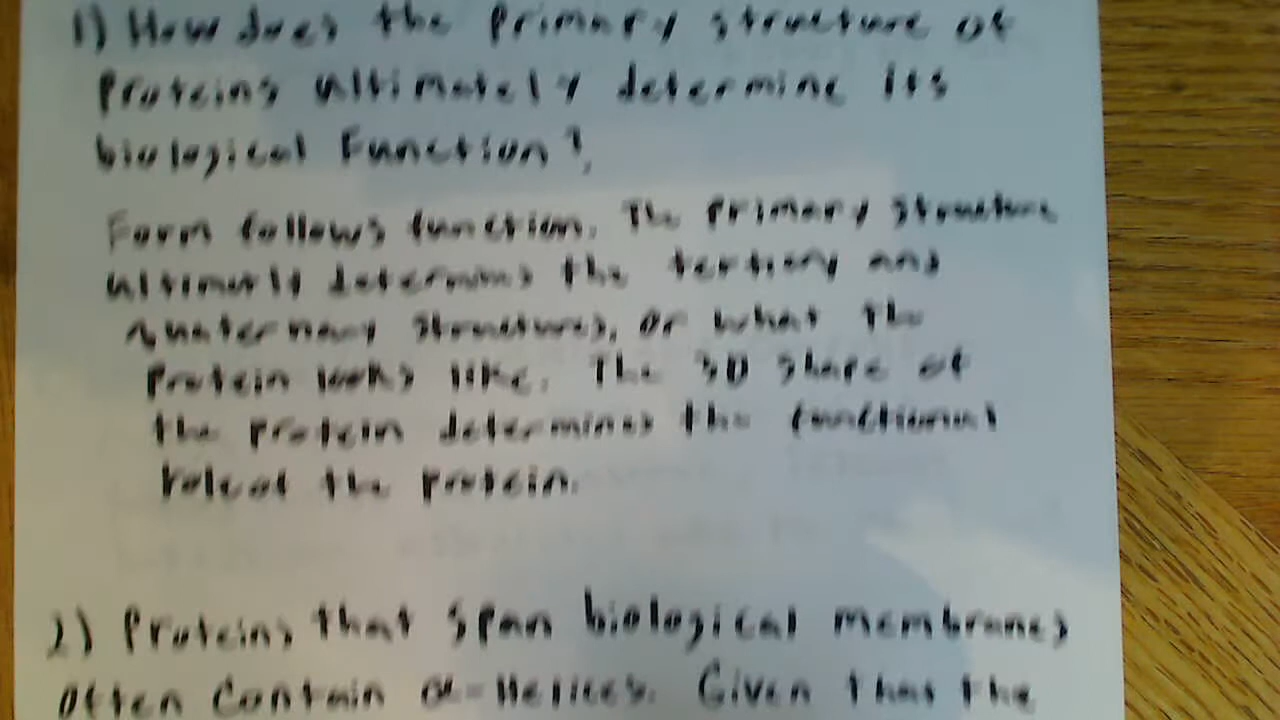 1) How does the primary structure of
proteins ultimately determine its
biological function?
Form follows function. The primary structure
ultimately determines the tertiary and
quaternary structures, or what the
protein looks like. The 3D shape of
the protein determines the functional
role of the protein.
2) Proteins that span biological membranes
often contain α-Helices. Given that the